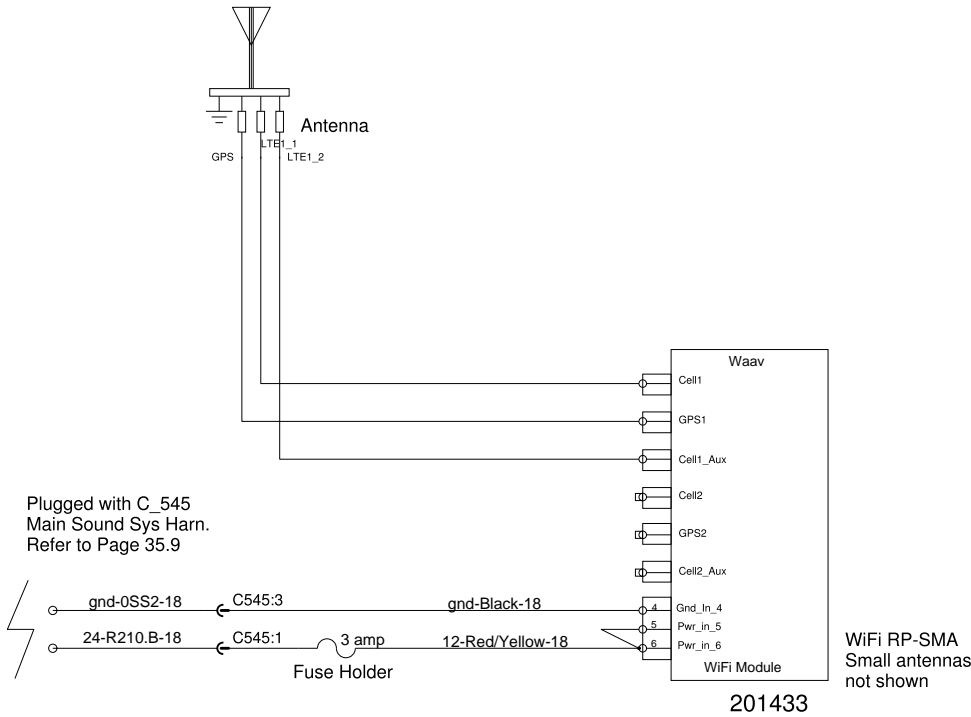 Antenna
LTE1_1
GPS
LTE1_2
Waav
Cell1
GPS1
Cell1_Aux
Cell2
GPS2
Cell2_Aux
Plugged with C_545
Main Sound Sys Harn.
Refer to Page 35.9
gnd-0SS2-18
C545:3
gnd-Black-18
4
Gnd_In_4
5
Pwr_in_5
24-R210.B-18
C545:1
3 amp
12-Red/Yellow-18
6
Pwr_in_6
Fuse Holder
WiFi Module
WiFi RP-SMA
Small antennas
not shown
201433